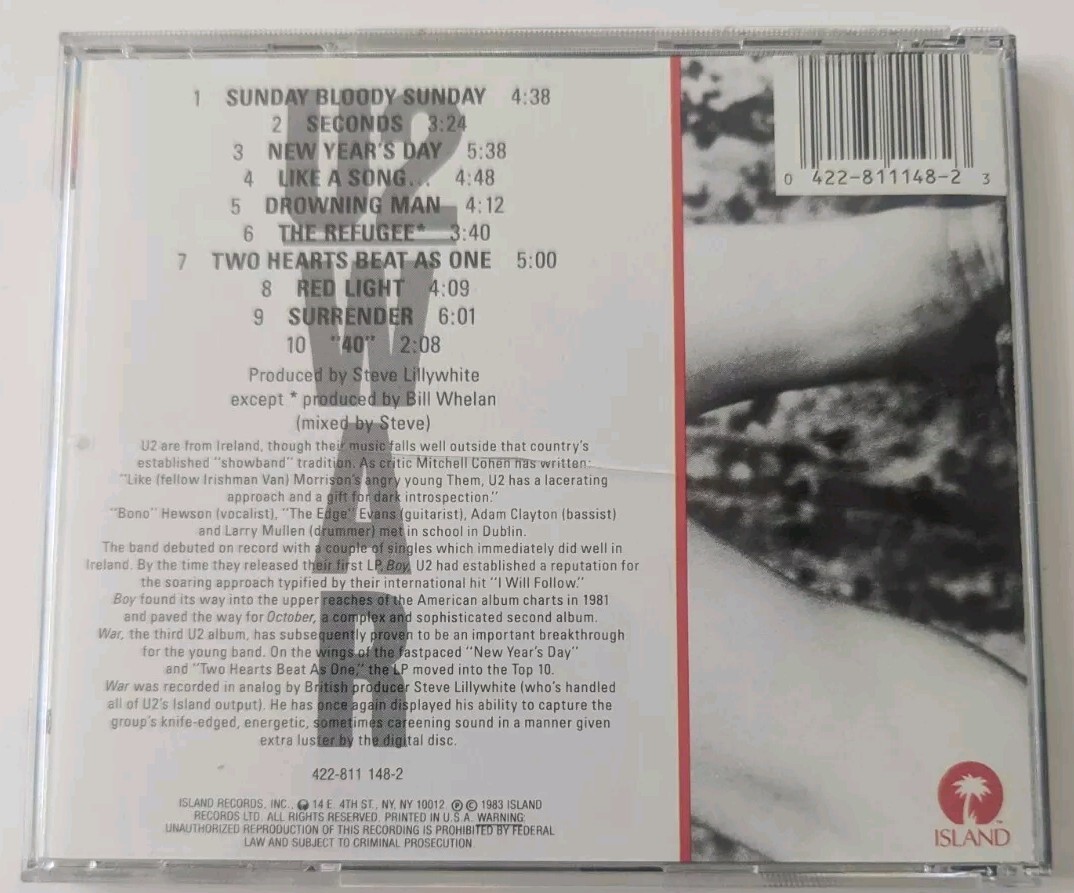 1 SUNDAY BLOODY SUNDAY 4:38
2 SECONDS 3:24
3 NEW YEAR'S DAY 5:38
4 LIKE A SONG... 4:48
5 DROWNING MAN 4:12
6 THE REFUGEE* 3:40
7 TWO HEARTS BEAT AS ONE 5:00
8 RED LIGHT 4:09
9 SURRENDER 6:01
10 "40" 2:08
Produced by Steve Lillywhite
except * produced by Bill Whelan
(mixed by Steve)
U2 are from Ireland, though their music falls well outside that country's
established "showband" tradition. As critic Mitchell Cohen has written:
"Like (fellow Irishman Van) Morrison's angry young Them, U2 has a lacerating
approach and a gift for dark introspection."
"Bono" Hewson (vocalist), "The Edge" Evans (guitarist), Adam Clayton (bassist)
and Larry Mullen (drummer) met in school in Dublin.
The band debuted on record with a couple of singles which immediately did well in
Ireland. By the time they released their first LP, Boy, U2 had established a reputation for
the soaring approach typified by their international hit "I Will Follow."
Boy found its way into the upper reaches of the American album charts in 1981
and paved the way for October, a complex and sophisticated second album.
War, the third U2 album, has subsequently proven to be an important breakthrough
for the young band. On the wings of the fastpaced "New Year's Day"
and "Two Hearts Beat As One," the LP moved into the Top 10.
War was recorded in analog by British producer Steve Lillywhite (who's handled
all of U2's Island output). He has once again displayed his ability to capture the
group's knife-edged, energetic, sometimes careening sound in a manner given
extra luster by the digital disc.
422-811 148-2
ISLAND RECORDS, INC., 14 E. 4TH ST., NY, NY 10012 ℗ © 1983 ISLAND
RECORDS LTD. ALL RIGHTS RESERVED. PRINTED IN U.S.A. WARNING:
UNAUTHORIZED REPRODUCTION OF THIS RECORDING IS PROHIBITED BY FEDERAL
LAW AND SUBJECT TO CRIMINAL PROSECUTION.
U2
WAR
0 422-811148-2 3
ISLAND™